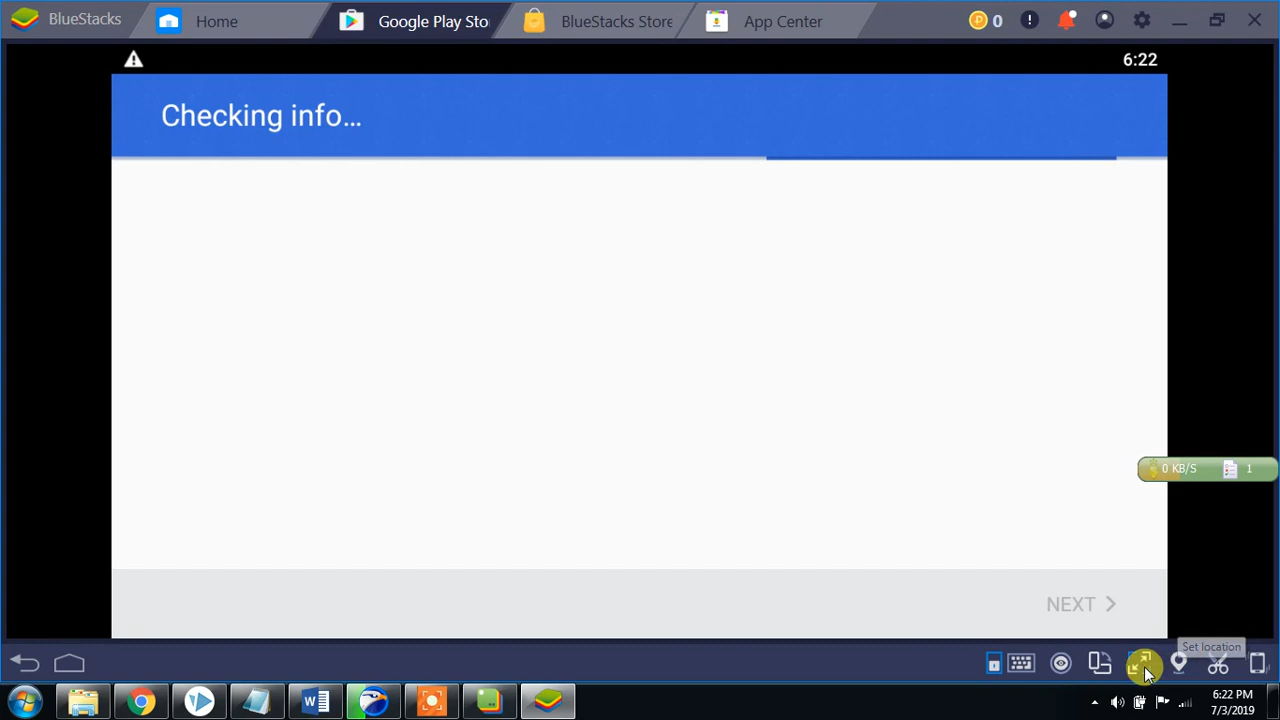 BlueStacks
Home
Google Play Sto
BlueStacks Store
App Center
0
6:22
Checking info...
0 KB/S
1
NEXT
Set location
6:22 PM
7/3/2019